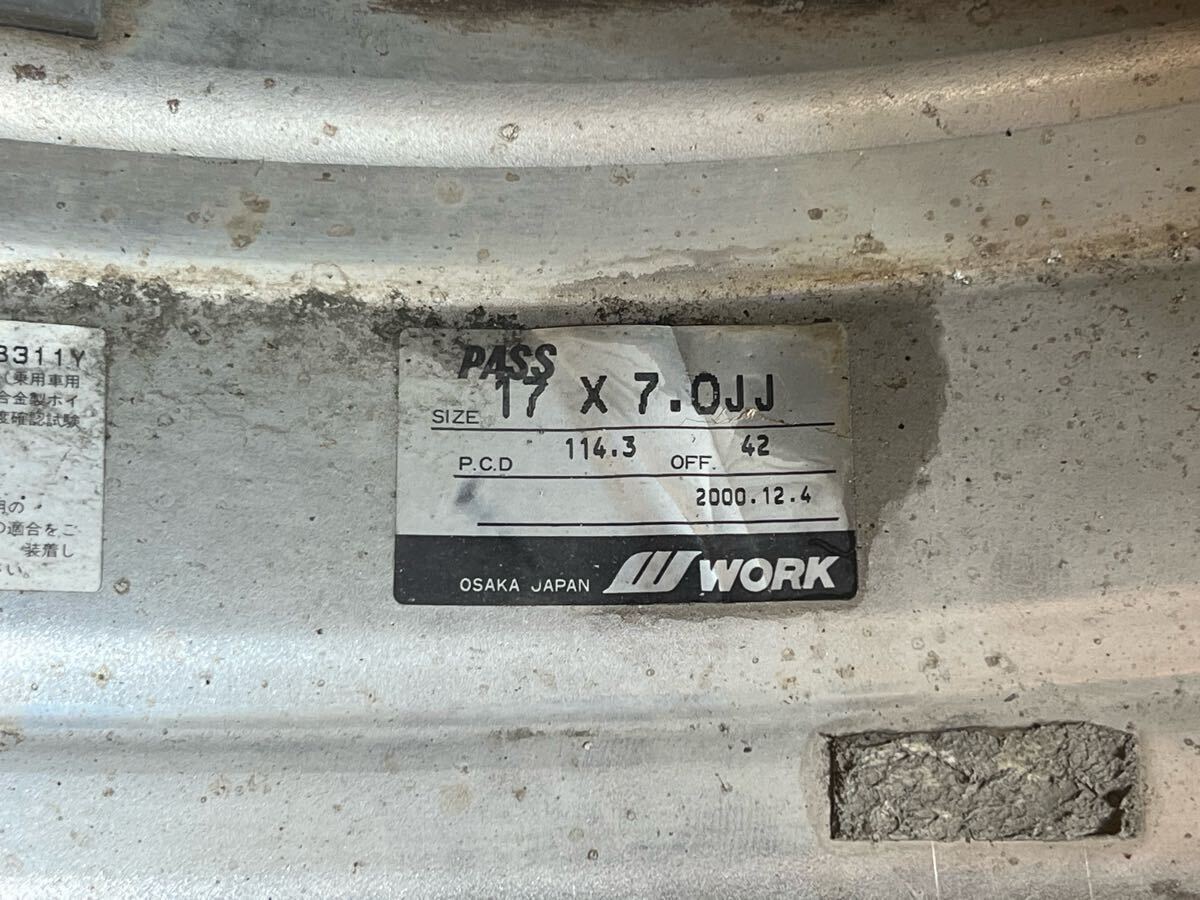 3311Y
（乗用車用
合金製ホイ
度確認試験
用の
の適合をご
装着し
さい。
PASS
SIZE 17 X 7.0JJ
P.C.D 114.3 OFF. 42
2000.12.4
OSAKA JAPAN WORK